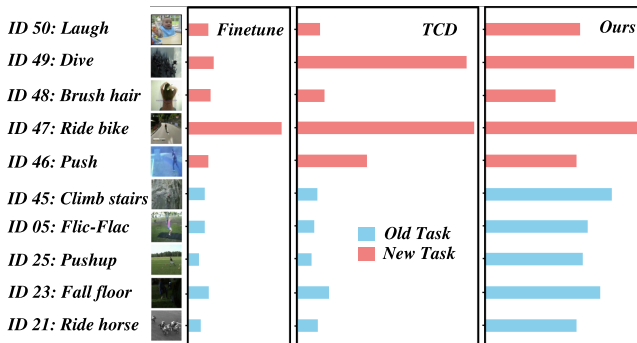 ID 50: Laugh
ID 49: Dive
ID 48: Brush hair
ID 47: Ride bike
ID 46: Push
ID 45: Climb stairs
ID 05: Flic-Flac
ID 25: Pushup
ID 23: Fall floor
ID 21: Ride horse
Finetune
TCD
Ours
Old Task
New Task